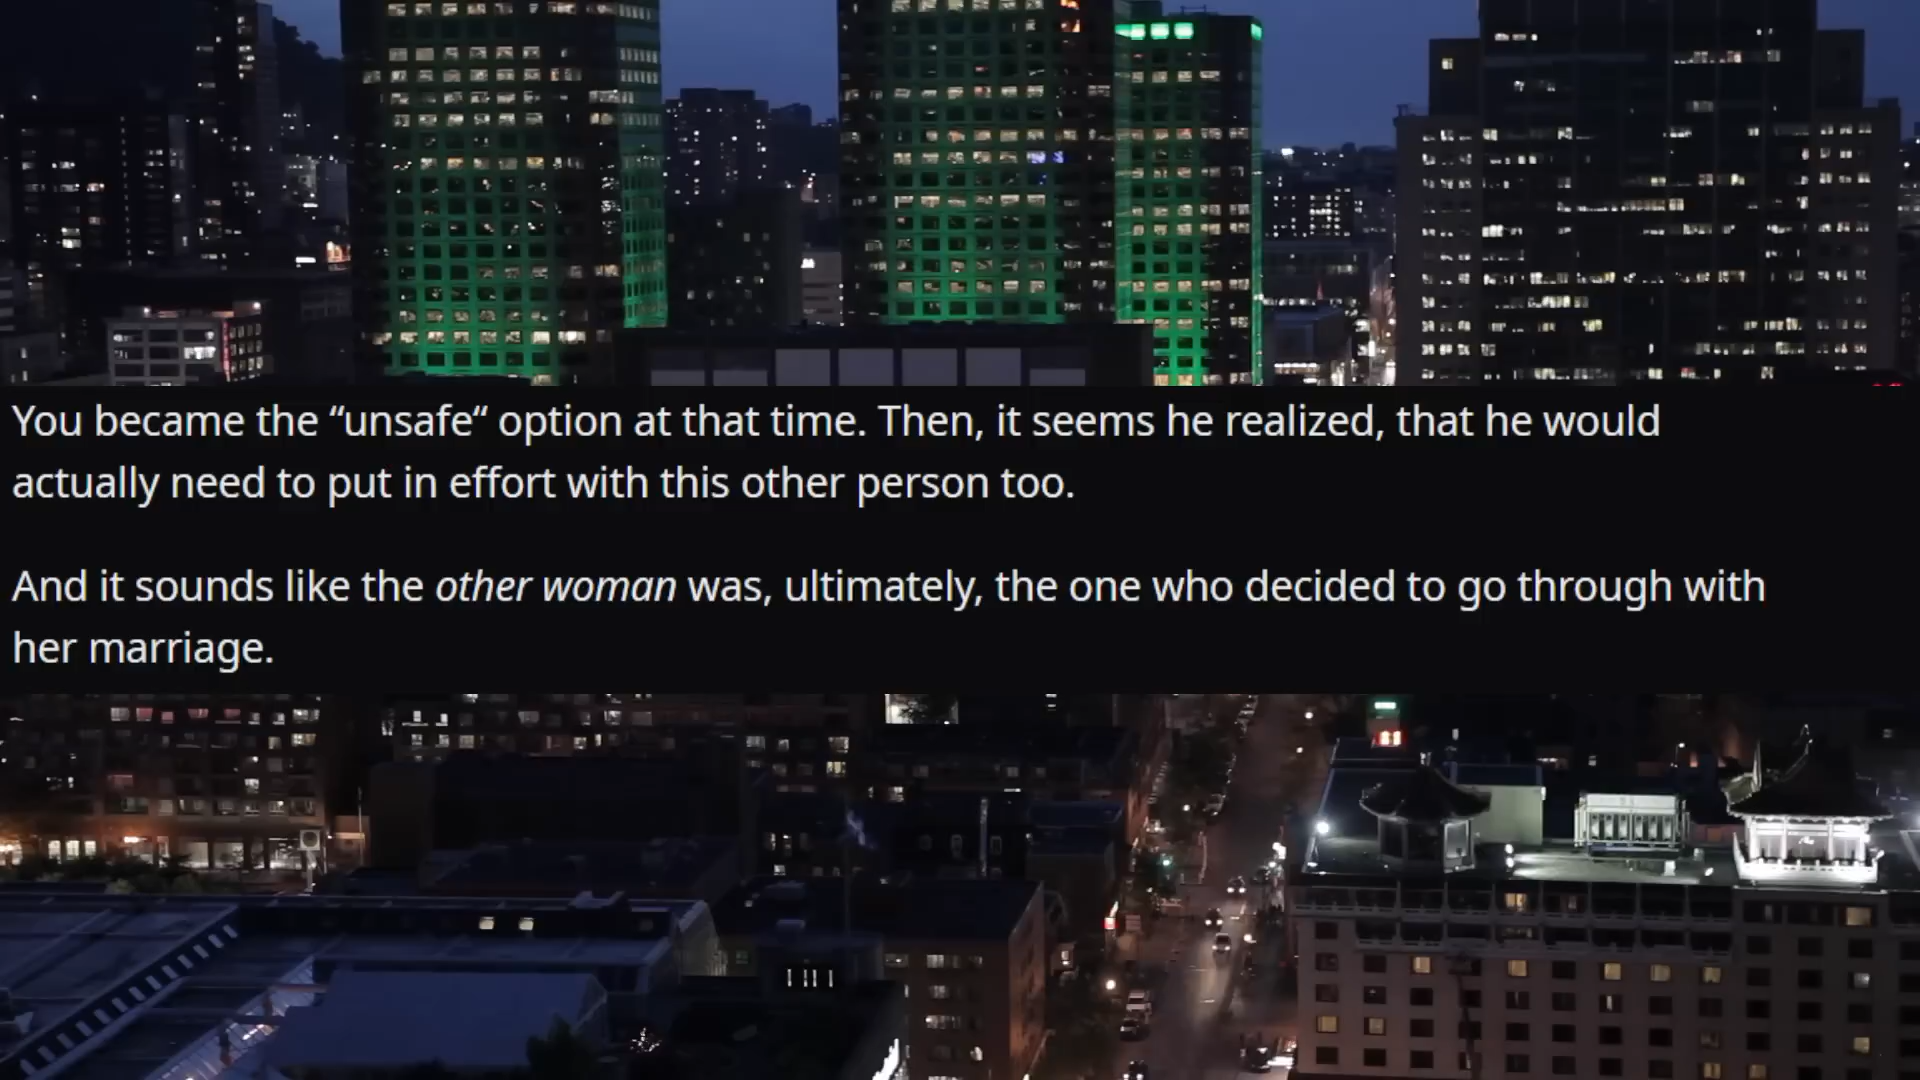 You became the “unsafe“ option at that time. Then, it seems he realized, that he would
actually need to put in effort with this other person too.
And it sounds like the other woman was, ultimately, the one who decided to go through with
her marriage.